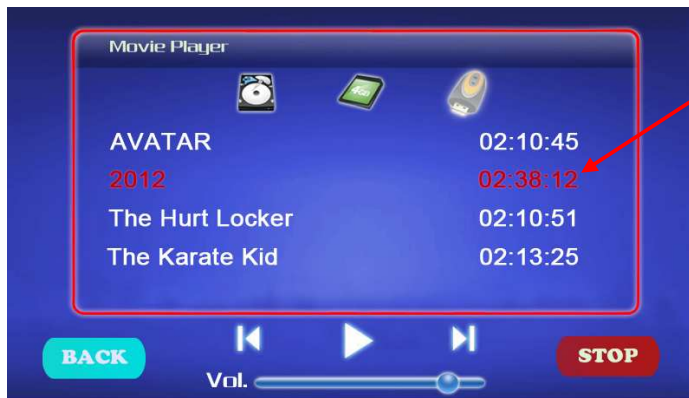 Movie Player
4GB
AVATAR 02:10:45
2012 02:38:12
The Hurt Locker 02:10:51
The Karate Kid 02:13:25
BACK
STOP
Vol.